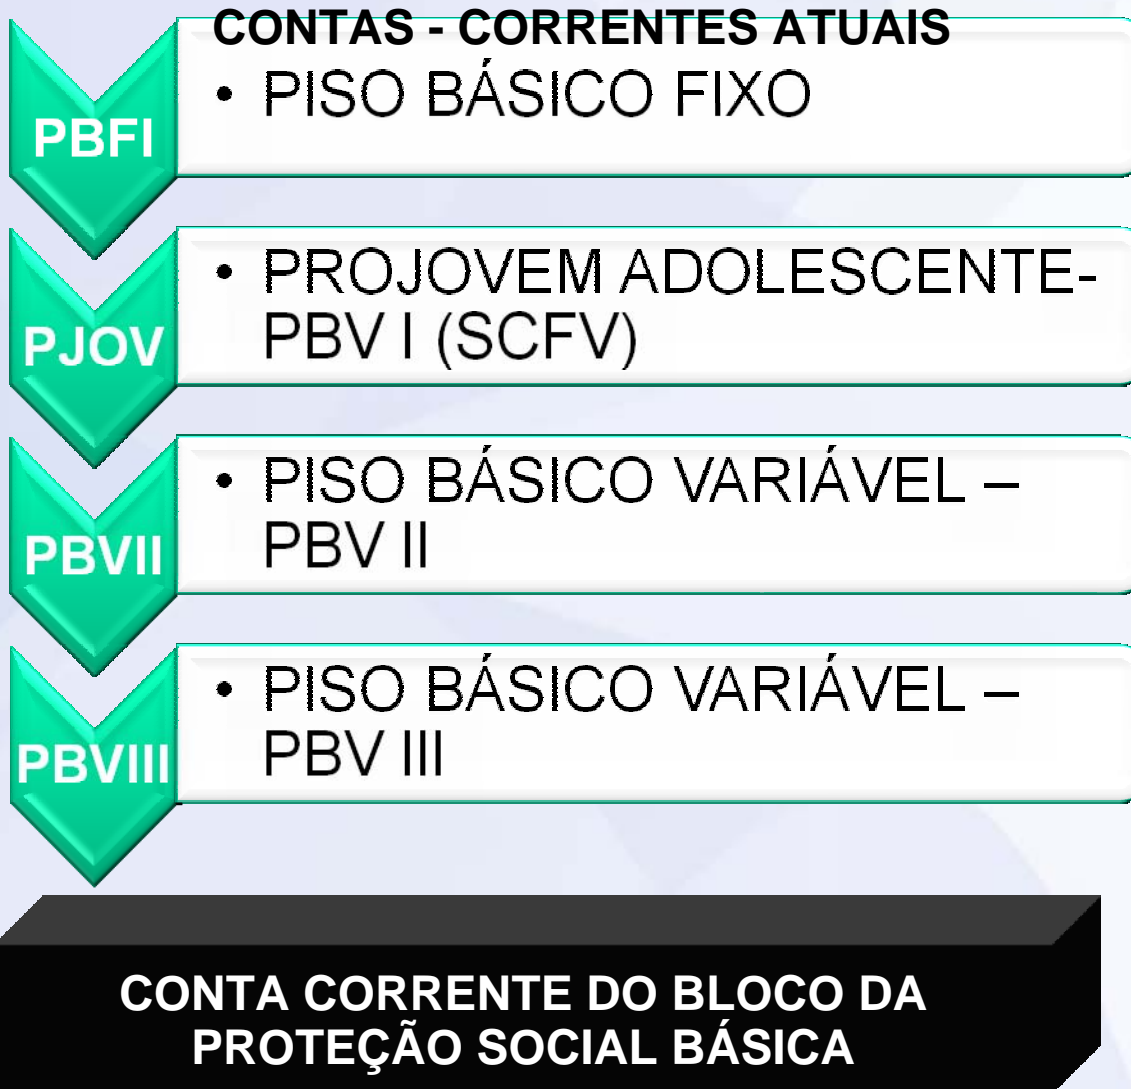 CONTAS - CORRENTES ATUAIS
PBFI
• PISO BÁSICO FIXO
PJOV
• PROJOVEM ADOLESCENTE-
PBV I (SCFV)
PBVII
• PISO BÁSICO VARIÁVEL –
PBV II
PBVIII
• PISO BÁSICO VARIÁVEL –
PBV III
CONTA CORRENTE DO BLOCO DA
PROTEÇÃO SOCIAL BÁSICA